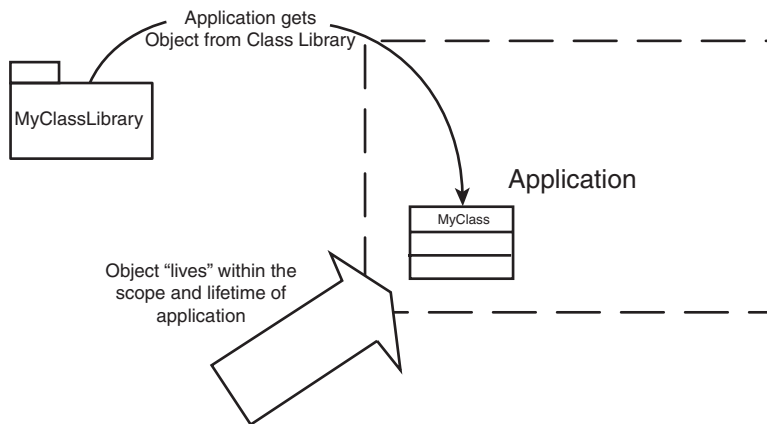 Application gets
Object from Class Library
MyClassLibrary
Application
MyClass
Object “lives” within the
scope and lifetime of
application